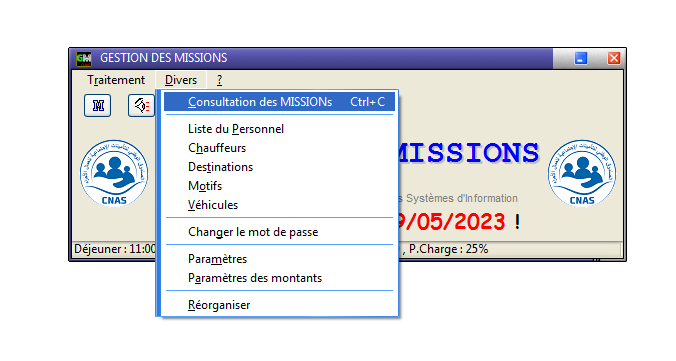 GESTION DES MISSIONS
Traitement Divers ?
Consultation des MISSIONs Ctrl+C
Liste du Personnel
Chauffeurs
Destinations
Motifs
Véhicules
Changer le mot de passe
Paramètres
Paramètres des montants
Réorganiser
MISSIONS
CNAS
CNAS
s Systèmes d'Information
9/05/2023 !
Déjeuner : 11:00
, P.Charge : 25%